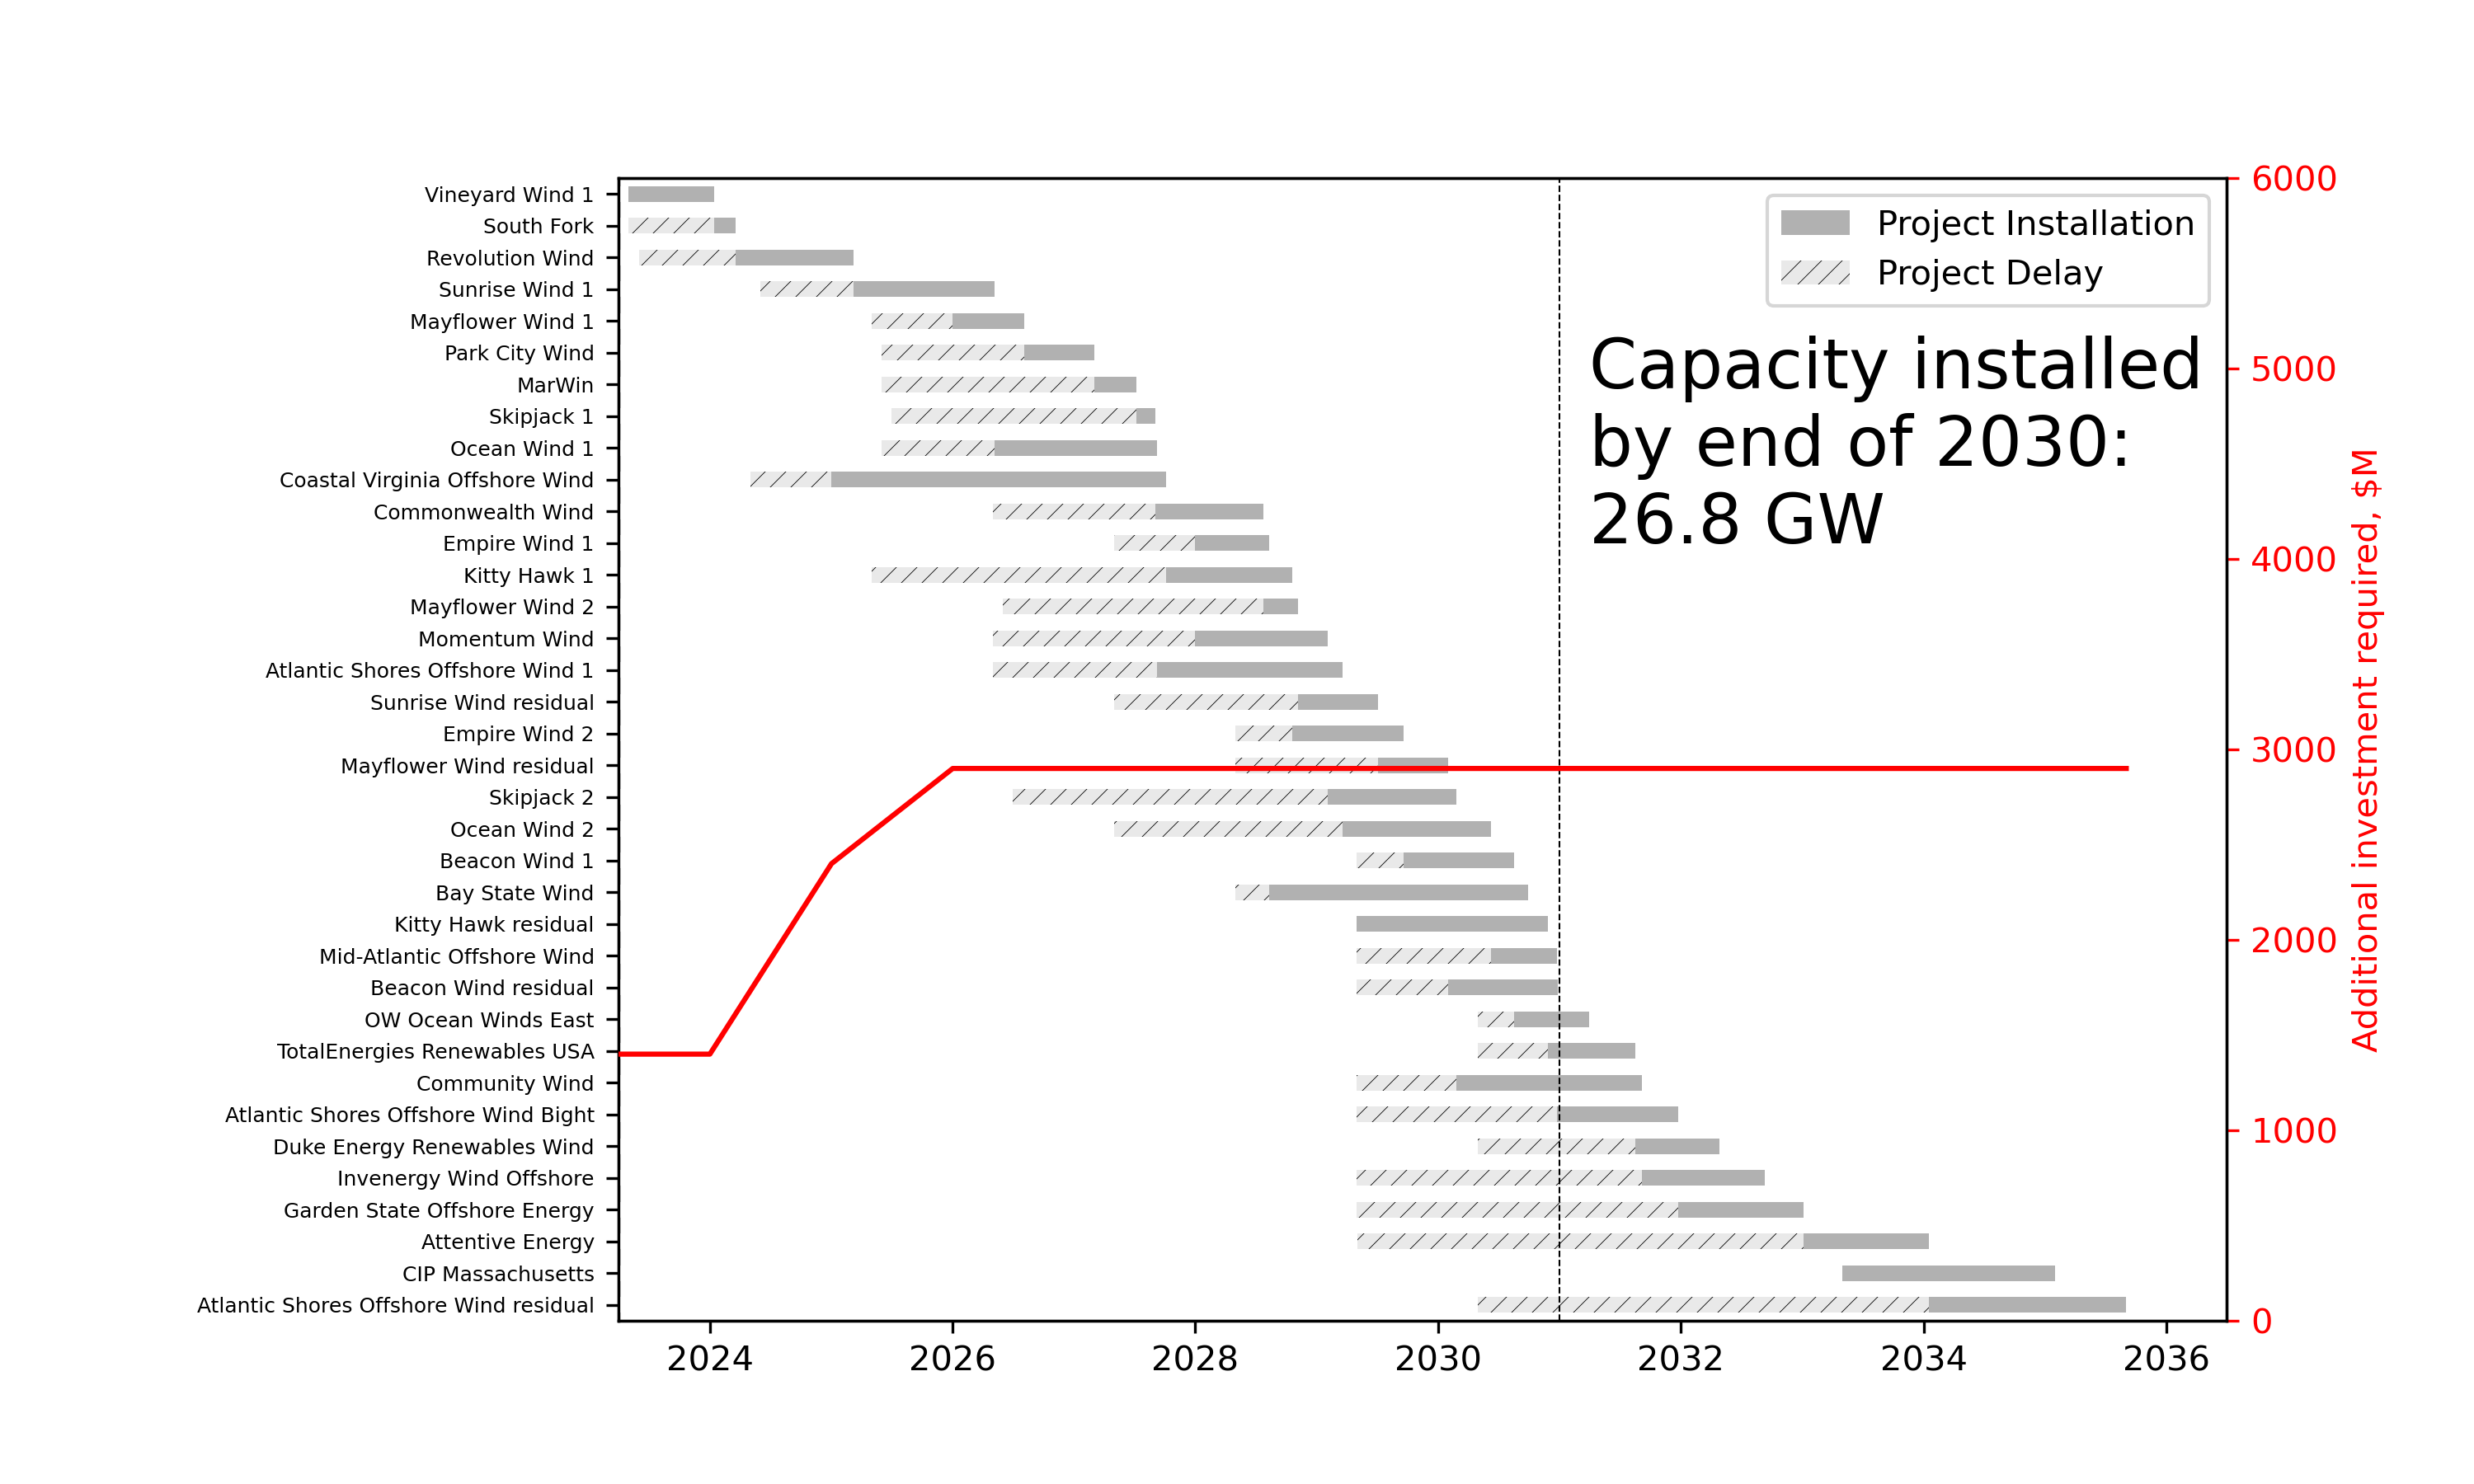 Vineyard Wind 1
South Fork
Revolution Wind
Sunrise Wind 1
Mayflower Wind 1
Park City Wind
MarWin
Skipjack 1
Ocean Wind 1
Coastal Virginia Offshore Wind
Commonwealth Wind
Empire Wind 1
Kitty Hawk 1
Mayflower Wind 2
Momentum Wind
Atlantic Shores Offshore Wind 1
Sunrise Wind residual
Empire Wind 2
Mayflower Wind residual
Skipjack 2
Ocean Wind 2
Beacon Wind 1
Bay State Wind
Kitty Hawk residual
Mid-Atlantic Offshore Wind
Beacon Wind residual
OW Ocean Winds East
TotalEnergies Renewables USA
Community Wind
Atlantic Shores Offshore Wind Bight
Duke Energy Renewables Wind
Invenergy Wind Offshore
Garden State Offshore Energy
Attentive Energy
CIP Massachusetts
Atlantic Shores Offshore Wind residual
Project Installation
Project Delay
Capacity installed
by end of 2030:
26.8 GW
6000
5000
4000
3000
2000
1000
0
Additional investment required, $M
2024 2026 2028 2030 2032 2034 2036